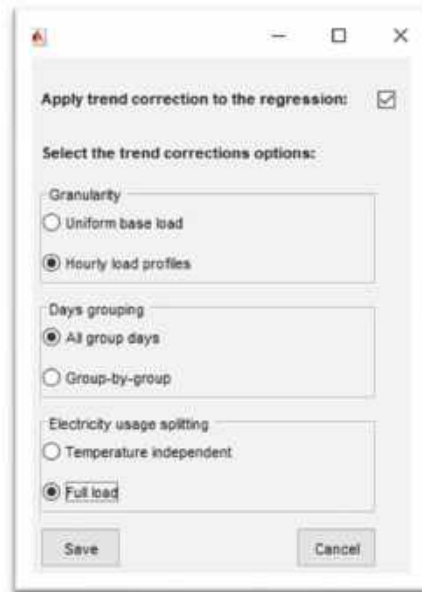 Apply trend correction to the regression:
Select the trend corrections options:
Granularity
Uniform base load
Hourly load profiles
Days grouping
All group days
Group-by-group
Electricity usage splitting
Temperature independent
Full load
Save
Cancel